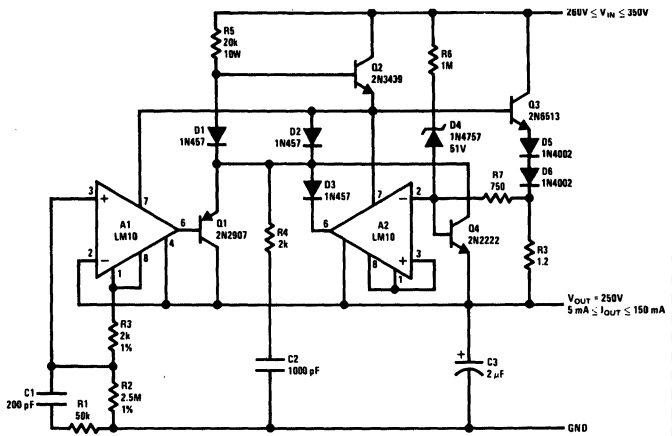 260V ≤ VIN ≤ 350V
R5
20k
10W
Q2
2N3439
R6
1M
Q3
2N6513
D1
1N457
D2
1N457
D4
1N4757
51V
D5
1N4002
D3
1N457
R7
750
D6
1N4002
3
+
7
A1
LM10
6
2
−
4
1
8
Q1
2N2907
R4
2k
7
−
2
6
A2
LM10
4
+
3
8
1
Q4
2N2222
R3
1.2
VOUT = 250V
5 mA ≤ IOUT ≤ 150 mA
R3
2k
1%
C2
1000 pF
+
C3
2 µF
C1
200 pF
R2
2.5M
1%
R1
50k
GND